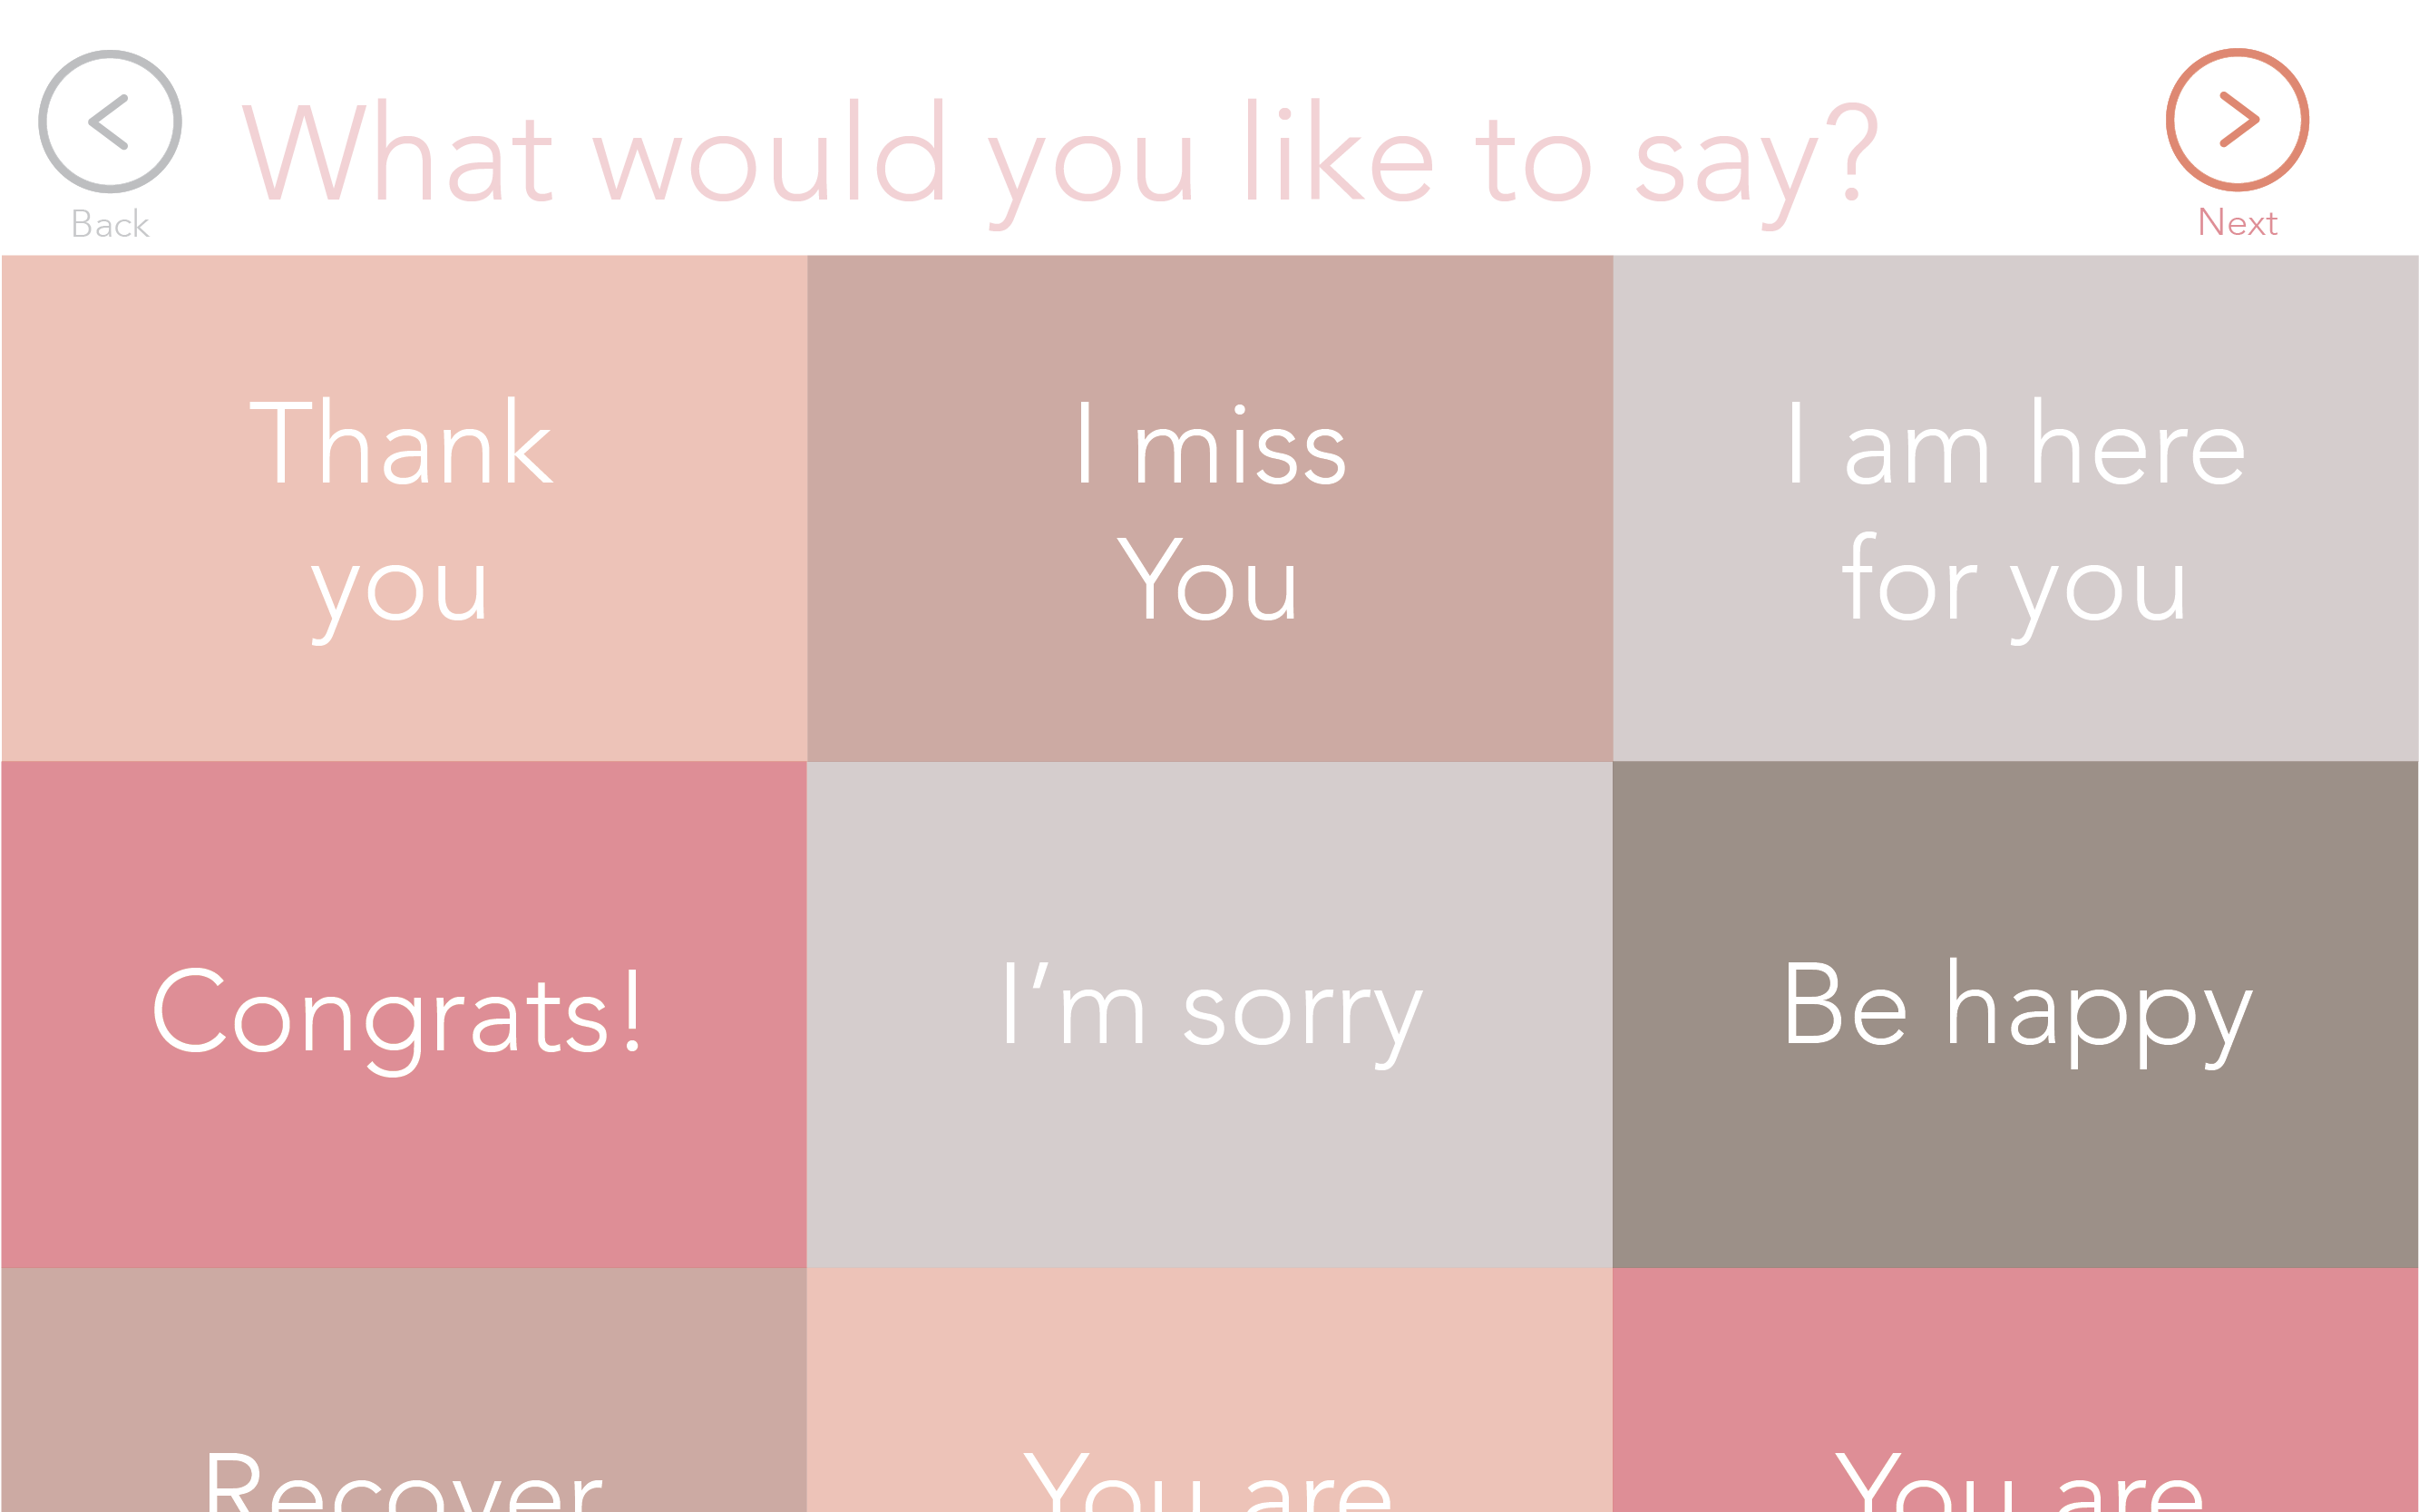 What would you like to say?
Back
Next
Thank
you
I miss
You
I am here
for you
Congrats!
I'm sorry
Be happy
Recover
You are
You are